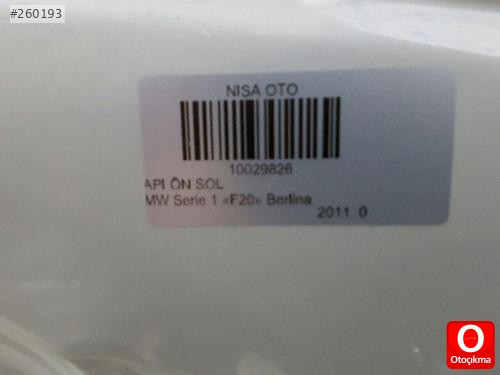 #260193
NISA OTO
10029826
API ÖN SOL
MW Serie 1 «F20» Berlina
2011 0
O
Otoçıkma